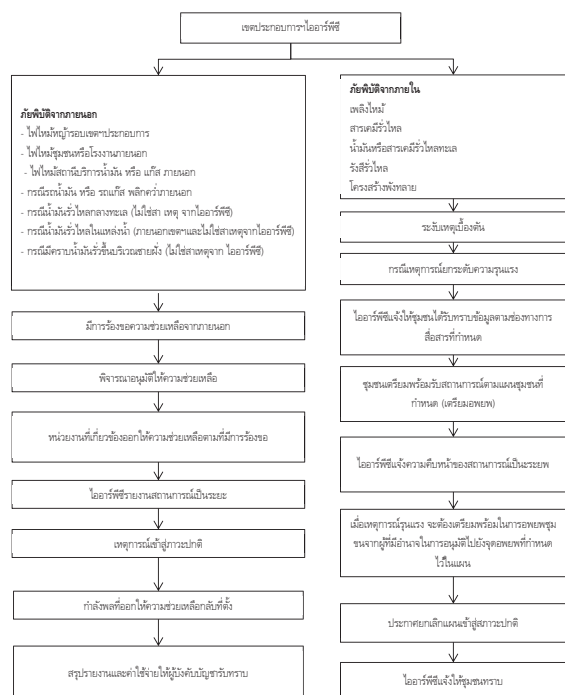 เขตประกอบการฯไออาร์พีซี
ภัยพิบัติจากภายนอก
- ไฟไหม้หญ้ารอบเขตฯประกอบการ
- ไฟไหม้ชุมชนหรือโรงงานภายนอก
- ไฟไหม้สถานีบริการน้ำมัน หรือ แก๊ส ภายนอก
- กรณีรถน้ำมัน หรือ รถแก๊ส พลิกคว่ำภายนอก
- กรณีน้ำมันรั่วไหลกลางทะเล (ไม่ใช่สา เหตุ จากไออาร์พีซี)
- กรณีน้ำมันรั่วไหลในแหล่งน้ำ (ภายนอกเขตฯและไม่ใช่สาเหตุจากไออาร์พีซี)
- กรณีมีคราบน้ำมันรั่วขึ้นบริเวณชายฝั่ง (ไม่ใช่สาเหตุจาก ไออาร์พีซี)
มีการร้องขอความช่วยเหลือจากภายนอก
พิจารณาอนุมัติให้ความช่วยเหลือ
หน่วยงานที่เกี่ยวข้องออกให้ความช่วยเหลือตามที่มีการร้องขอ
ไออาร์พีซีรายงานสถานการณ์เป็นระยะ
เหตุการณ์เข้าสู่ภาวะปกติ
กำลังพลที่ออกให้ความช่วยเหลือกลับที่ตั้ง
สรุปรายงานและค่าใช้จ่ายให้ผู้บังคับบัญชารับทราบ
ภัยพิบัติจากภายใน
เพลิงไหม้
สารเคมีรั่วไหล
น้ำมันหรือสารเคมีรั่วไหลทะเล
รังสีรั่วไหล
โครงสร้างพังทลาย
ระงับเหตุเบื้องต้น
กรณีเหตุการณ์ยกระดับความรุนแรง
ไออาร์พีซีแจ้งให้ชุมชนได้รับทราบข้อมูลตามช่องทางการ
สื่อสารที่กำหนด
ชุมชนเตรียมพร้อมรับสถานการณ์ตามแผนชุมชนที่
กำหนด (เตรียมอพยพ)
ไออาร์พีซีแจ้งความคืบหน้าของสถานการณ์เป็นะระยพ
เมื่อเหตุการณ์รุนแรง จะต้องเตรียมพร้อมในการอพยพชุม
ชนจากผู้ที่มีอำนาจในการอนุมัติไปยังจุดอพยพที่กำหนด
ไว้ในแผน
ประกาศยกเลิกแผนเข้าสู่สภาวะปกติ
ไออาร์พีซีแจ้งให้ชุมชนทราบ